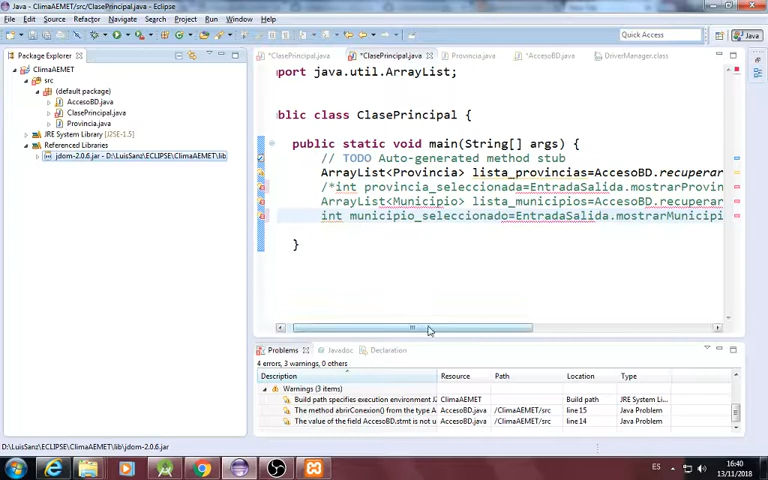 Java - ClimaAEMET/src/ClasePrincipal.java - Eclipse
File Edit Source Refactor Navigate Search Project Run Window Help
Quick Access
Java
Package Explorer
*ClasePrincipal.java
*ClasePrincipal.java
Provincia.java
*AccesoBD.java
DriverManager.class
ClimaAEMET
src
(default package)
AccesoBD.java
ClasePrincipal.java
Provincia.java
JRE System Library [J2SE-1.5]
Referenced Libraries
jdom-2.0.6.jar - D:\LuisSanz\ECLIPSE\ClimaAEMET\lib
port java.util.ArrayList;
blic class ClasePrincipal {
public static void main(String[] args) {
// TODO Auto-generated method stub
ArrayList<Provincia> lista_provincias=AccesoBD.recuperar
/*int provincia_seleccionada=EntradaSalida.mostrarProvin
ArrayList<Municipio> lista_municipios=AccesoBD.recuperar
int municipio_seleccionado=EntradaSalida.mostrarMunicipi
}
Problems
Javadoc
Declaration
4 errors, 3 warnings, 0 others
Description Resource Path Location Type
Warnings (3 items)
Build path specifies execution environment J ClimaAEMET Build path JRE System Li...
The method abrirConexion() from the type A AccesoBD.java /ClimaAEMET/src line 15 Java Problem
The value of the field AccesoBD.stmt is not u AccesoBD.java /ClimaAEMET/src line 14 Java Problem
D:\LuisSanz\ECLIPSE\ClimaAEMET\lib\jdom-2.0.6.jar
ES
16:40
13/11/2018